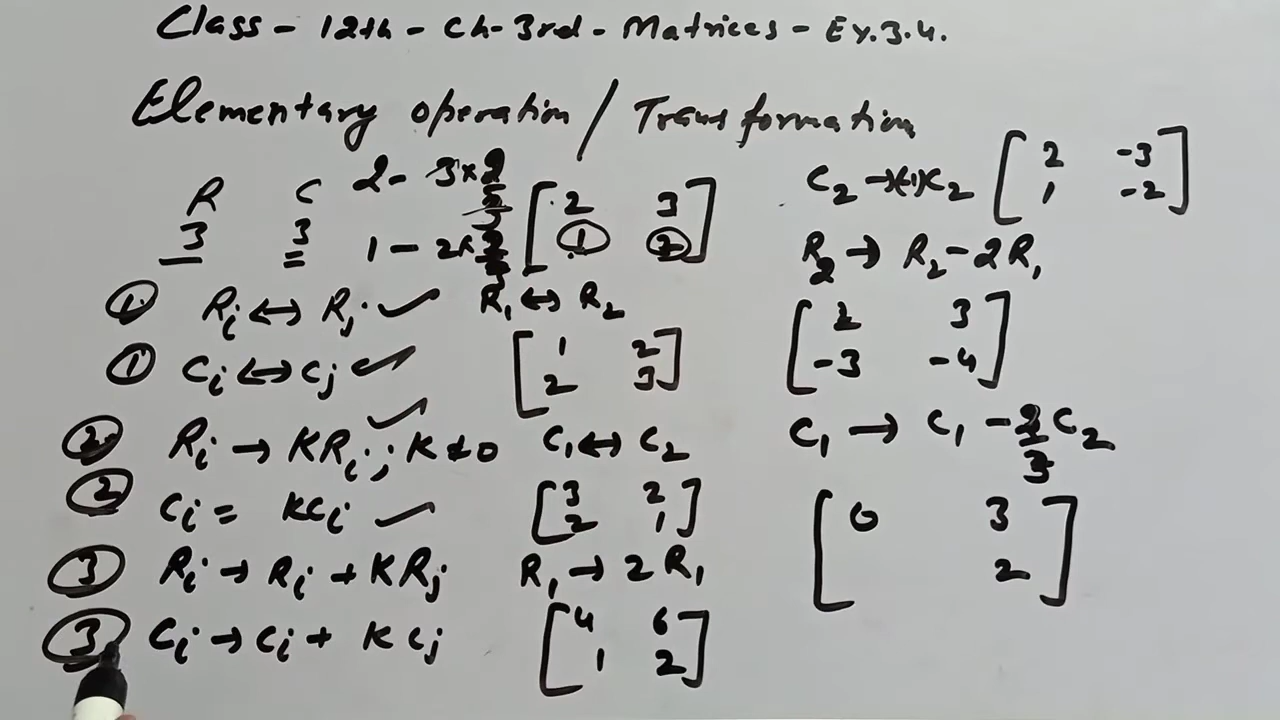 Class - 12th - Ch-3rd - Matrices - Ex.3.4.
Elementary operation / Transformation
R C
3 3
2 - 3×2/3
1 - 2×2/3
[2 3
1 2]
① Ri ↔ Rj ✓
① Ci ↔ Cj ✓
② Ri → KRi ; K≠0 ✓
② Ci = KCi ✓
③ Ri → Ri + KRj
③ Ci → Ci + KCj
R1 ↔ R2
[1 2
2 3]
C1 ↔ C2
[3 2
2 1]
R1 → 2R1
[4 6
1 2]
C2 → (-1)C2 [2 -3
1 -2]
R2 → R2 - 2R1
[2 3
-3 -4]
C1 → C1 - 2/3 C2
[0 3
2]